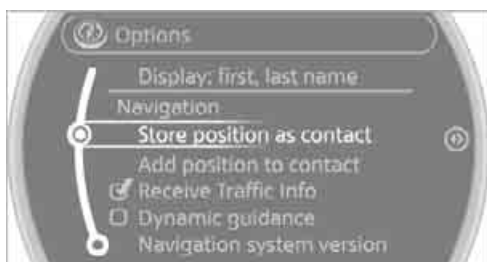 Options
Display: first, last name
Navigation
Store position as contact
Add position to contact
Receive Traffic Info
Dynamic guidance
Navigation system version